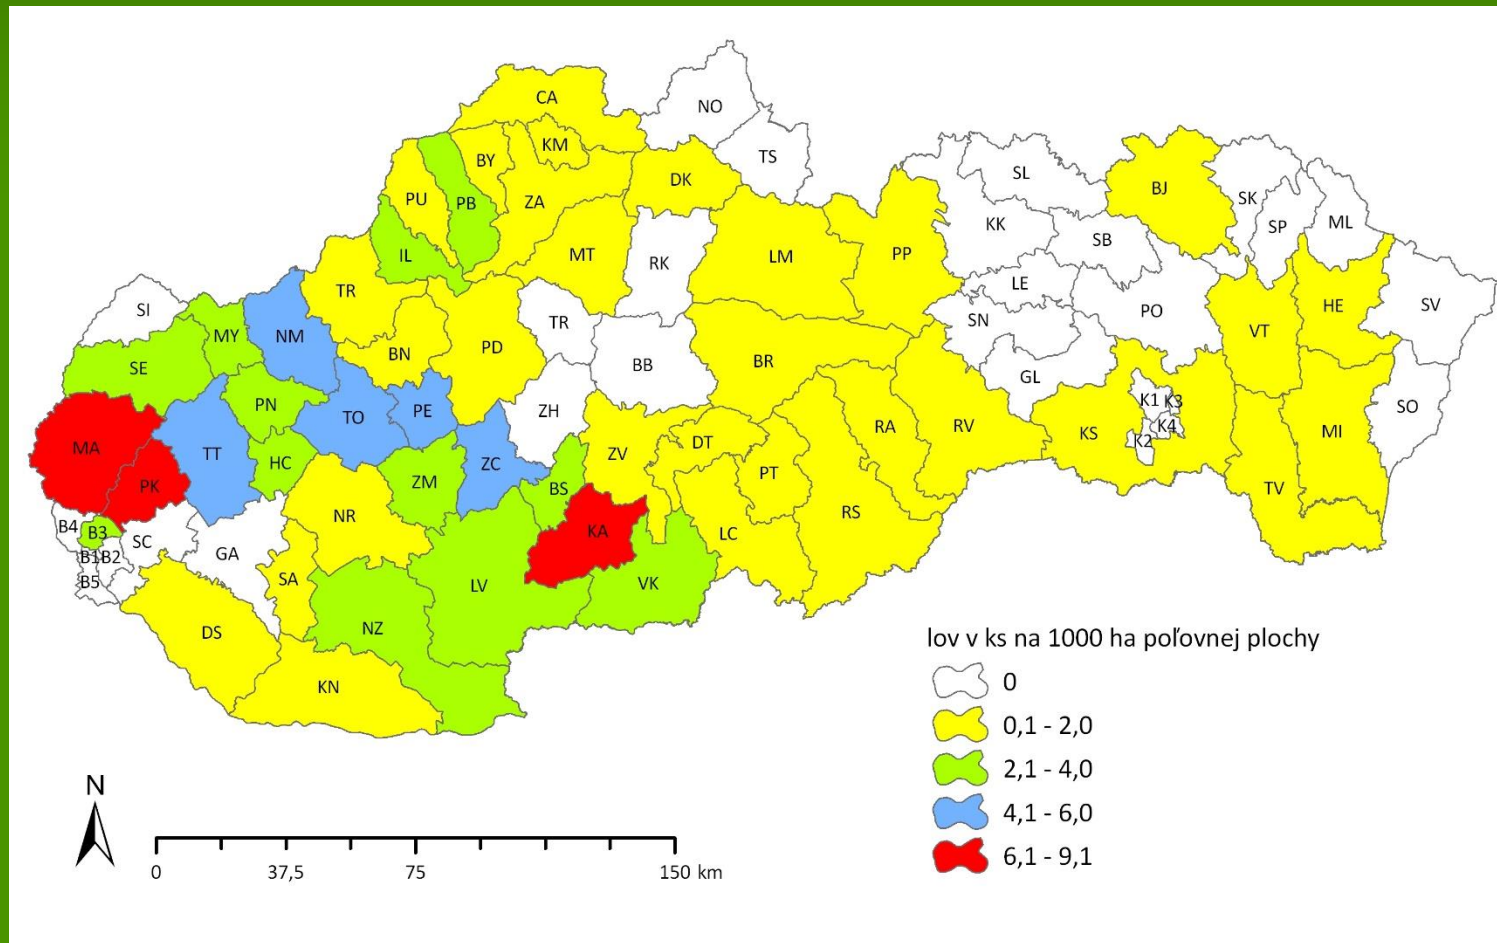 CA
NO
TS
KM
BY
PU
PB
ZA
DK
SL
BJ
SK
SP
ML
KK
SB
IL
MT
RK
LM
PP
LE
SI
TR
MY
NM
TR
SN
PO
VT
HE
SV
SE
BN
PD
BB
BR
GL
PN
TO
PE
ZH
K1
K3
SO
MA
TT
HC
ZC
ZV
DT
RA
RV
KS
K4
K2
MI
PK
ZM
BS
PT
TV
B4
B3
SC
NR
KA
LC
RS
B1
B2
GA
B5
SA
LV
VK
DS
NZ
KN
lov v ks na 1000 ha poľovnej plochy
0
0,1 - 2,0
2,1 - 4,0
4,1 - 6,0
6,1 - 9,1
N
0 37,5 75 150 km